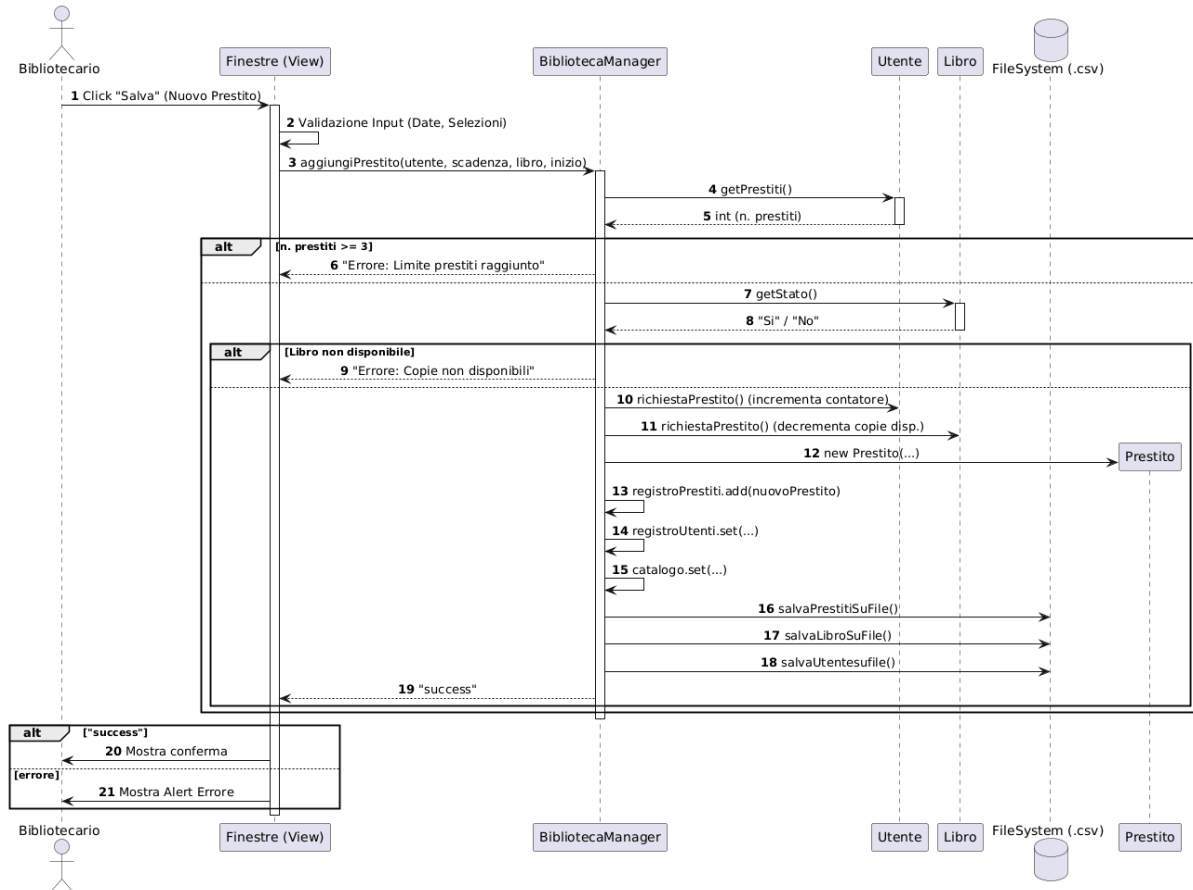 Bibliotecario
Finestre (View)
BibliotecaManager
Utente
Libro
FileSystem (.csv)
1 Click "Salva" (Nuovo Prestito)
2 Validazione Input (Date, Selezioni)
3 aggiungiPrestito(utente, scadenza, libro, inizio)
4 getPrestiti()
5 int (n. prestiti)
alt [n. prestiti >= 3]
6 "Errore: Limite prestiti raggiunto"
7 getStato()
8 "Si" / "No"
alt [Libro non disponibile]
9 "Errore: Copie non disponibili"
10 richiestaPrestito() (incrementa contatore)
11 richiestaPrestito() (decrementa copie disp.)
12 new Prestito(...)
Prestito
13 registroPrestiti.add(nuovoPrestito)
14 registroUtenti.set(...)
15 catalogo.set(...)
16 salvaPrestitiSuFile()
17 salvaLibroSuFile()
18 salvaUtentesufile()
19 "success"
alt ["success"]
20 Mostra conferma
[errore]
21 Mostra Alert Errore
Bibliotecario
Finestre (View)
BibliotecaManager
Utente
Libro
FileSystem (.csv)
Prestito